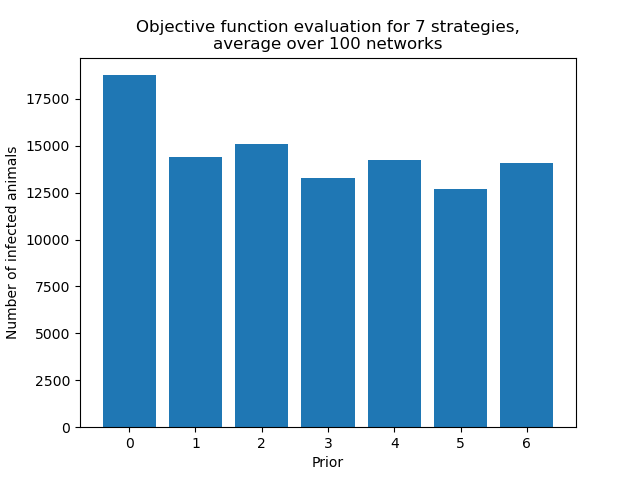 Objective function evaluation for 7 strategies,
average over 100 networks
Number of infected animals
17500
15000
12500
10000
7500
5000
2500
0
0 1 2 3 4 5 6
Prior